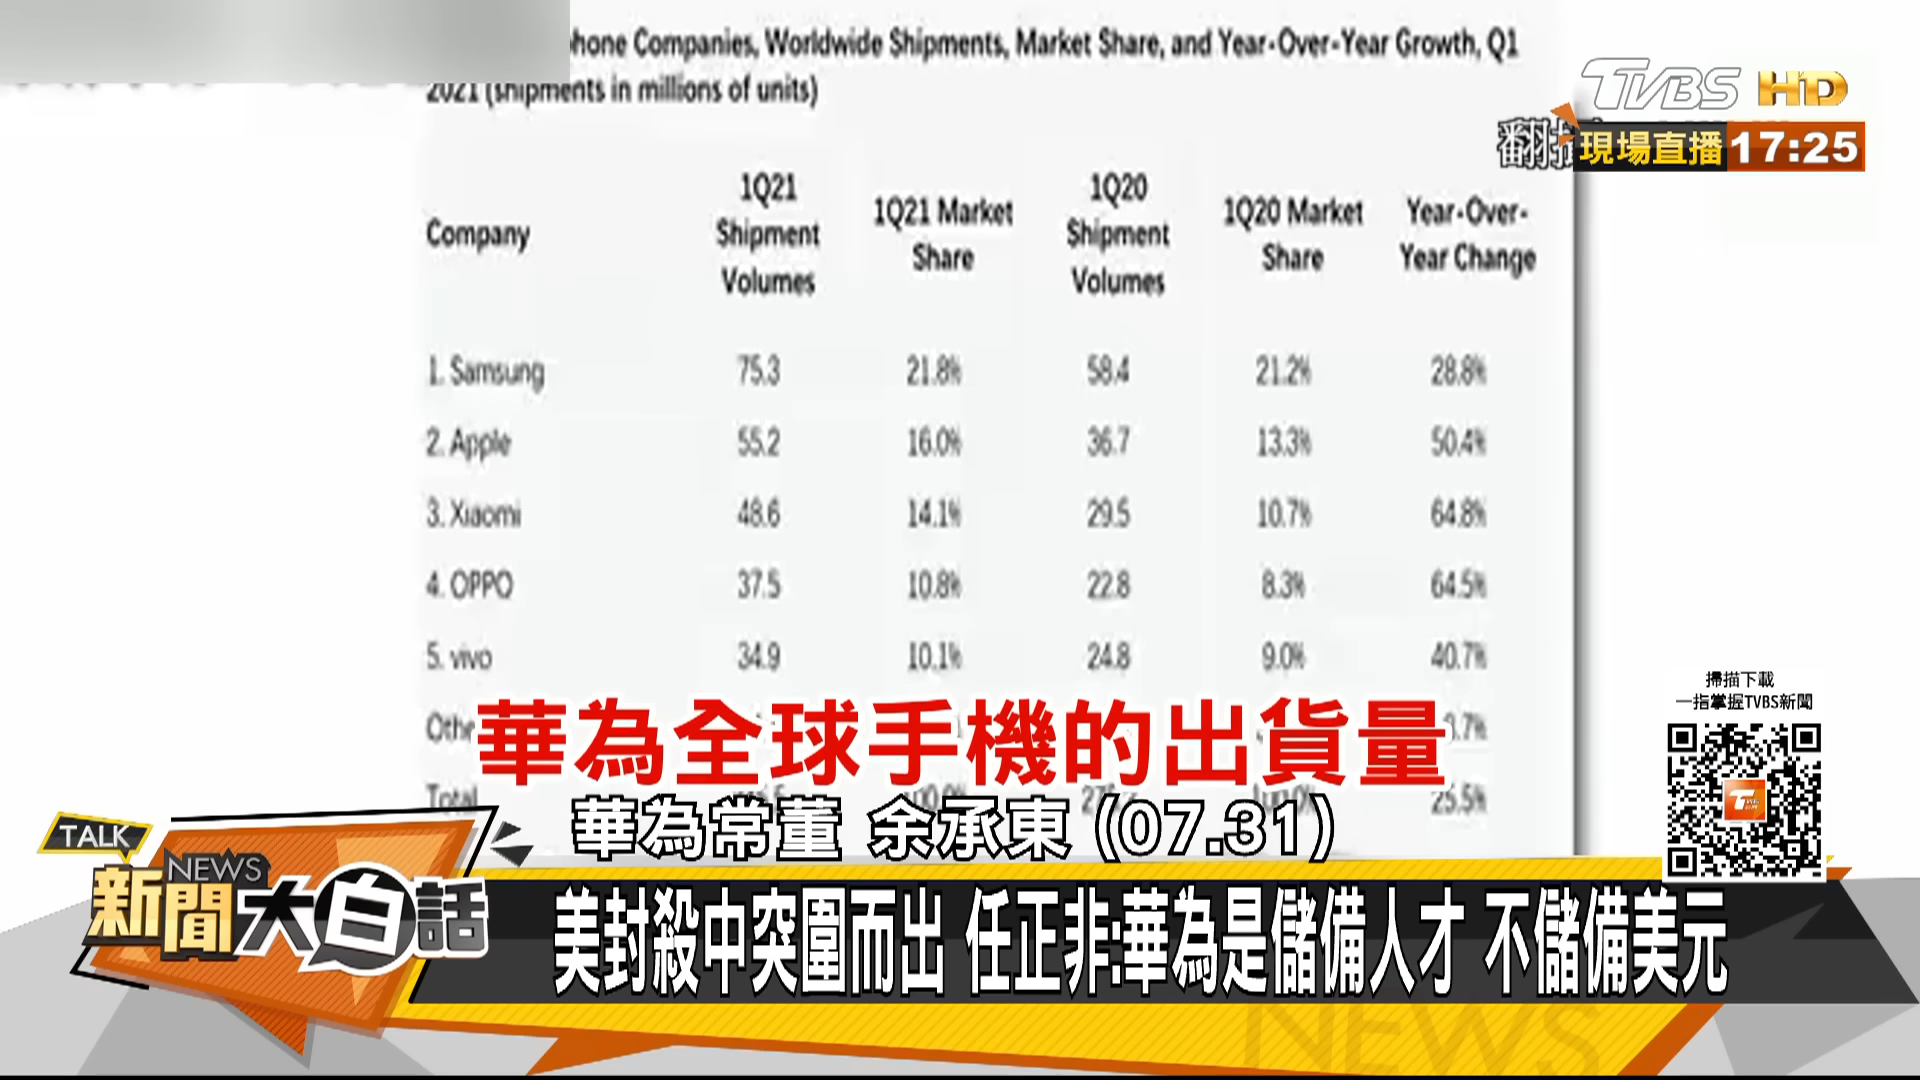 phone Companies, Worldwide Shipments, Market Share, and Year-Over-Year Growth, Q1
2021 (shipments in millions of units)
TVBS HD
現場直播 17:25
Company 1Q21 Shipment Volumes 1Q21 Market Share 1Q20 Shipment Volumes 1Q20 Market Share Year-Over-Year Change
1. Samsung 75.3 21.8% 58.4 21.2% 28.8%
2. Apple 55.2 16.0% 36.7 13.3% 50.4%
3. Xiaomi 48.6 14.1% 29.5 10.7% 64.8%
4. OPPO 37.5 10.8% 22.8 8.3% 64.5%
5. vivo 34.9 10.1% 24.8 9.0% 40.7%
掃描下載
一指掌握TVBS新聞
華為全球手機的出貨量
Total 25.5%
華為常董 余承東 (07.31)
TALK
NEWS
新聞大白話
美封殺中突圍而出 任正非:華為是儲備人才 不儲備美元
NEWS